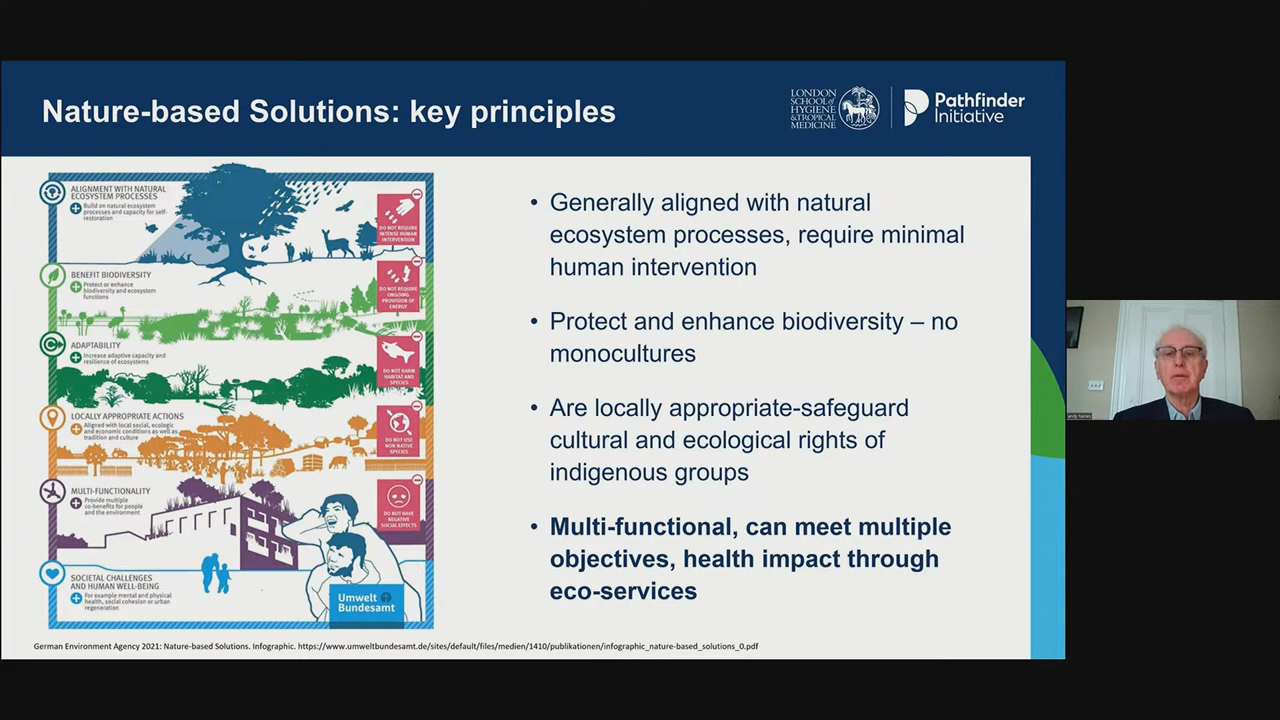 Nature-based Solutions: key principles
LONDON
SCHOOL of
HYGIENE
& TROPICAL
MEDICINE
Pathfinder
Initiative
ALIGNMENT WITH NATURAL
ECOSYSTEM PROCESSES
Build on natural ecosystem
processes and capacity for self-
restoration
DO NOT REQUIRE
INTENSE HUMAN
INTERVENTION
BENEFIT BIODIVERSITY
Protect or enhance
biodiversity and ecosystem
functions
DO NOT REQUIRE
ONGOING
PROVISION OF
ENERGY
ADAPTABILITY
Increase adaptive capacity and
resilience of ecosystems
DO NOT HARM
HABITAT AND
SPECIES
LOCALLY APPROPRIATE ACTIONS
Aligned with local social, ecologic
and economic conditions as well as
tradition and culture
DO NOT USE
NON-NATIVE
SPECIES
MULTI-FUNCTIONALITY
Provide multiple
co-benefits for people
and the environment
DO NOT HAVE
NEGATIVE
SOCIAL EFFECTS
SOCIETAL CHALLENGES
AND HUMAN WELL-BEING
For example mental and physical
health, social cohesion or urban
regeneration
Umwelt
Bundesamt
• Generally aligned with natural
ecosystem processes, require minimal
human intervention
• Protect and enhance biodiversity – no
monocultures
• Are locally appropriate-safeguard
cultural and ecological rights of
indigenous groups
• Multi-functional, can meet multiple
objectives, health impact through
eco-services
German Environment Agency 2021: Nature-based Solutions. Infographic. https://www.umweltbundesamt.de/sites/default/files/medien/1410/publikationen/infographic_nature-based_solutions_0.pdf